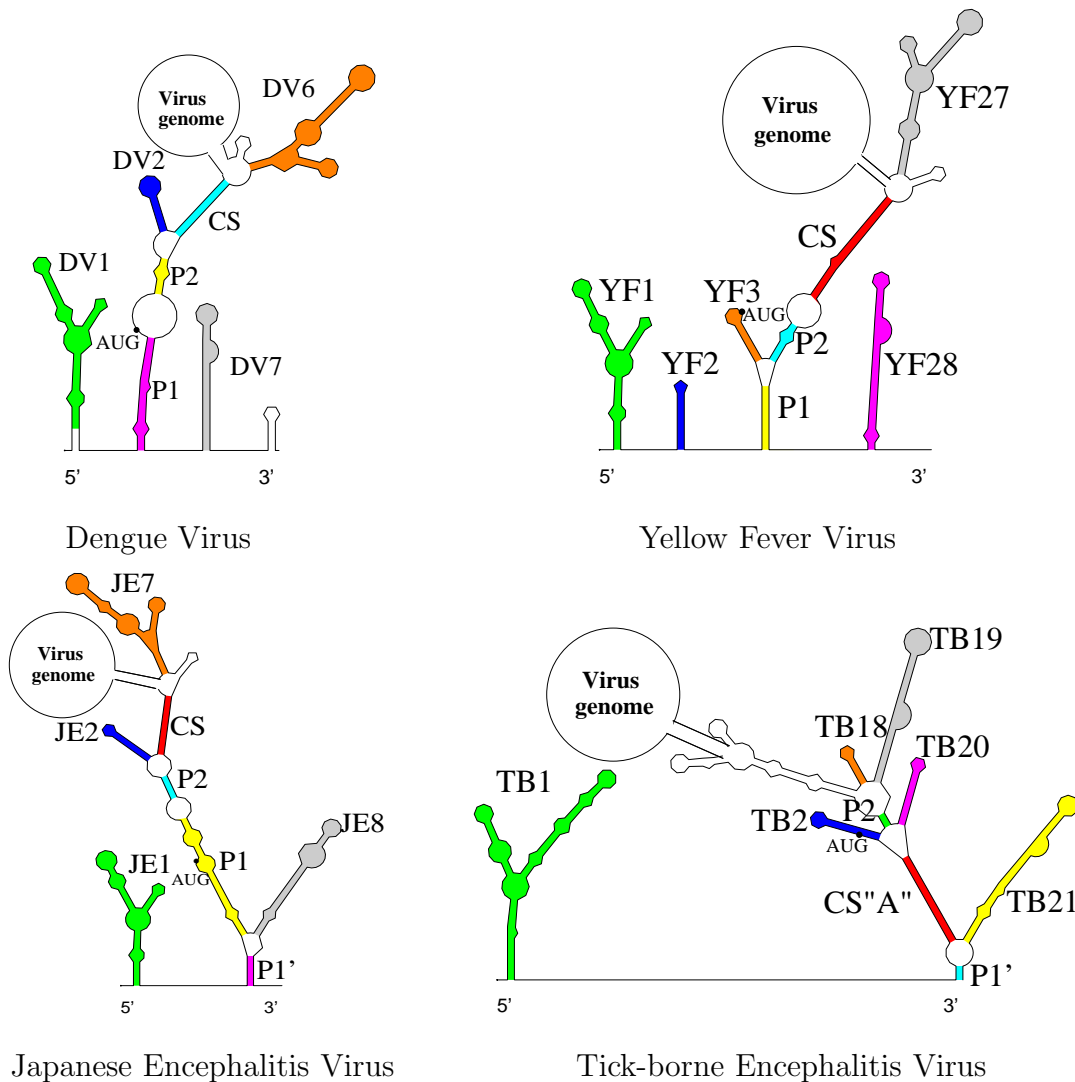 DV6
Virus
genome
DV2
CS
DV1
P2
AUG
DV7
P1
5’
3’
Dengue Virus
YF27
Virus
genome
CS
YF1
YF3
AUG
P2
YF2
YF28
P1
5’
3’
Yellow Fever Virus
JE7
Virus
genome
CS
JE2
P2
JE8
P1
JE1
AUG
P1’
5’
3’
Japanese Encephalitis Virus
TB19
Virus
genome
TB18
TB20
TB1
P2
TB2
AUG
CS"A"
TB21
P1’
5’
3’
Tick-borne Encephalitis Virus